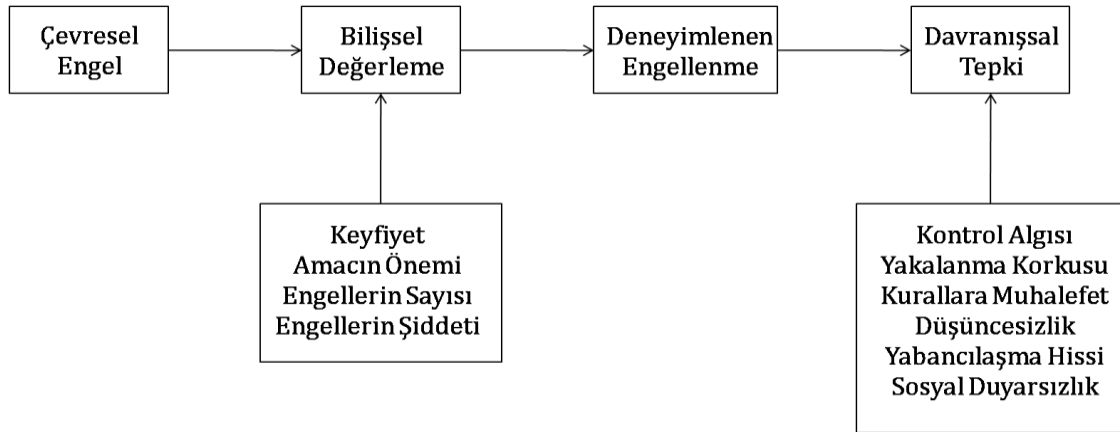 Çevresel
Engel
Bilişsel
Değerleme
Deneyimlenen
Engellenme
Davranışsal
Tepki
Keyfiyet
Amacın Önemi
Engellerin Sayısı
Engellerin Şiddeti
Kontrol Algısı
Yakalanma Korkusu
Kurallara Muhalefet
Düşüncesizlik
Yabancılaşma Hissi
Sosyal Duyarsızlık